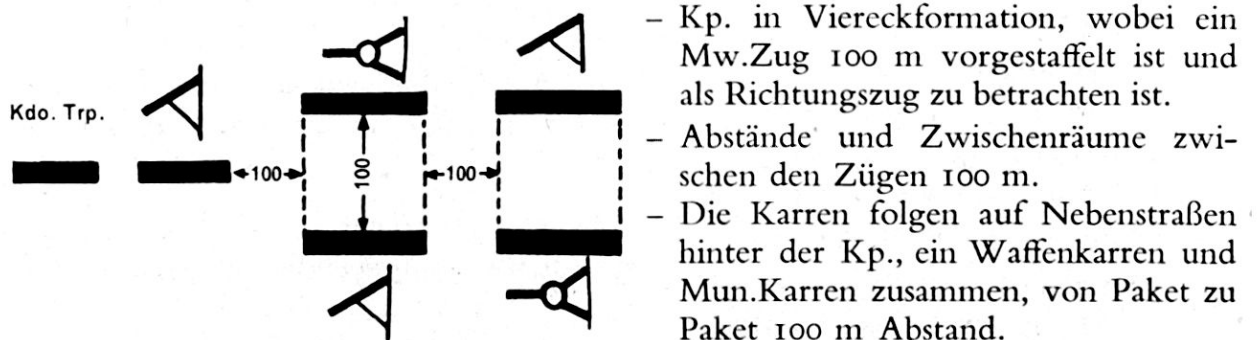 Kdo. Trp.
100
100
100
– Kp. in Viereckformation, wobei ein
Mw.Zug 100 m vorgestaffelt ist und
als Richtungszug zu betrachten ist.
– Abstände und Zwischenräume zwi-
schen den Zügen 100 m.
– Die Karren folgen auf Nebenstraßen
hinter der Kp., ein Waffenkarren und
Mun.Karren zusammen, von Paket zu
Paket 100 m Abstand.